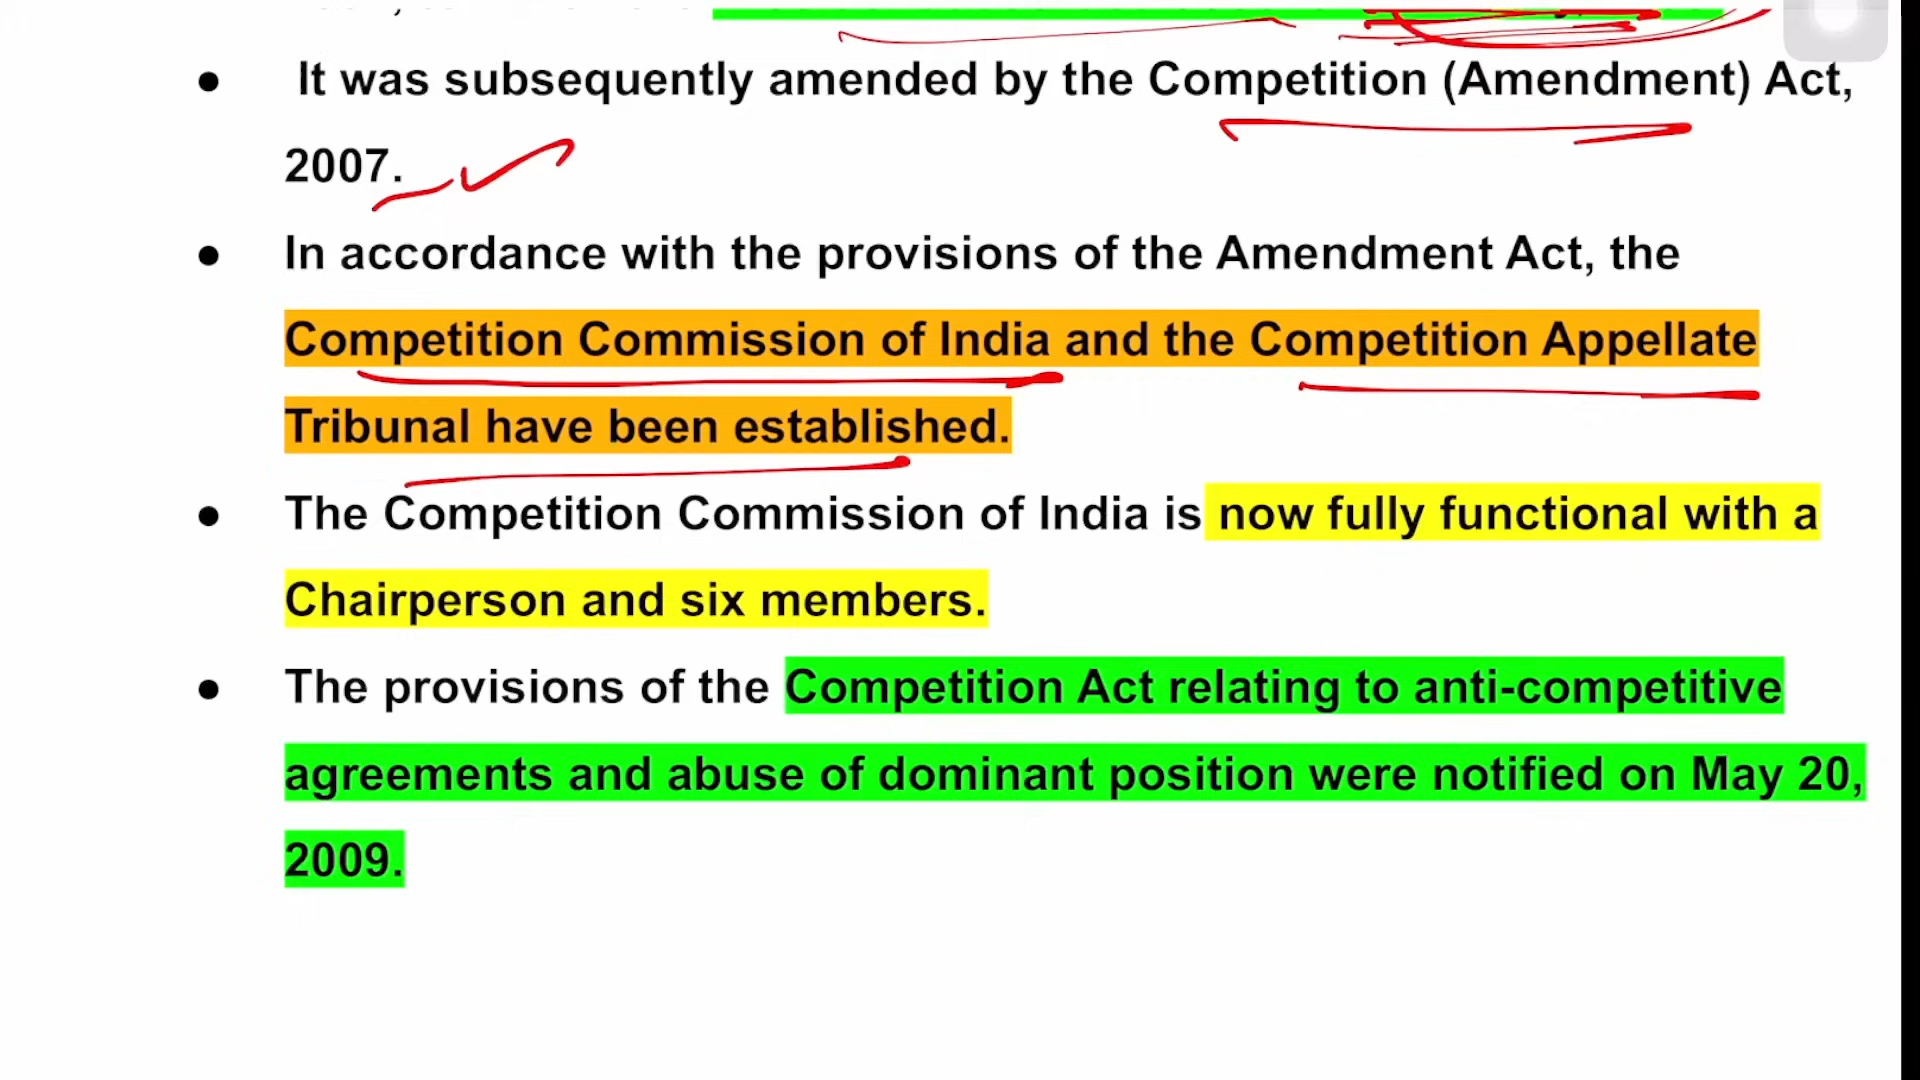 It was subsequently amended by the Competition (Amendment) Act,
2007.
In accordance with the provisions of the Amendment Act, the
Competition Commission of India and the Competition Appellate
Tribunal have been established.
The Competition Commission of India is now fully functional with a
Chairperson and six members.
The provisions of the Competition Act relating to anti-competitive
agreements and abuse of dominant position were notified on May 20,
2009.